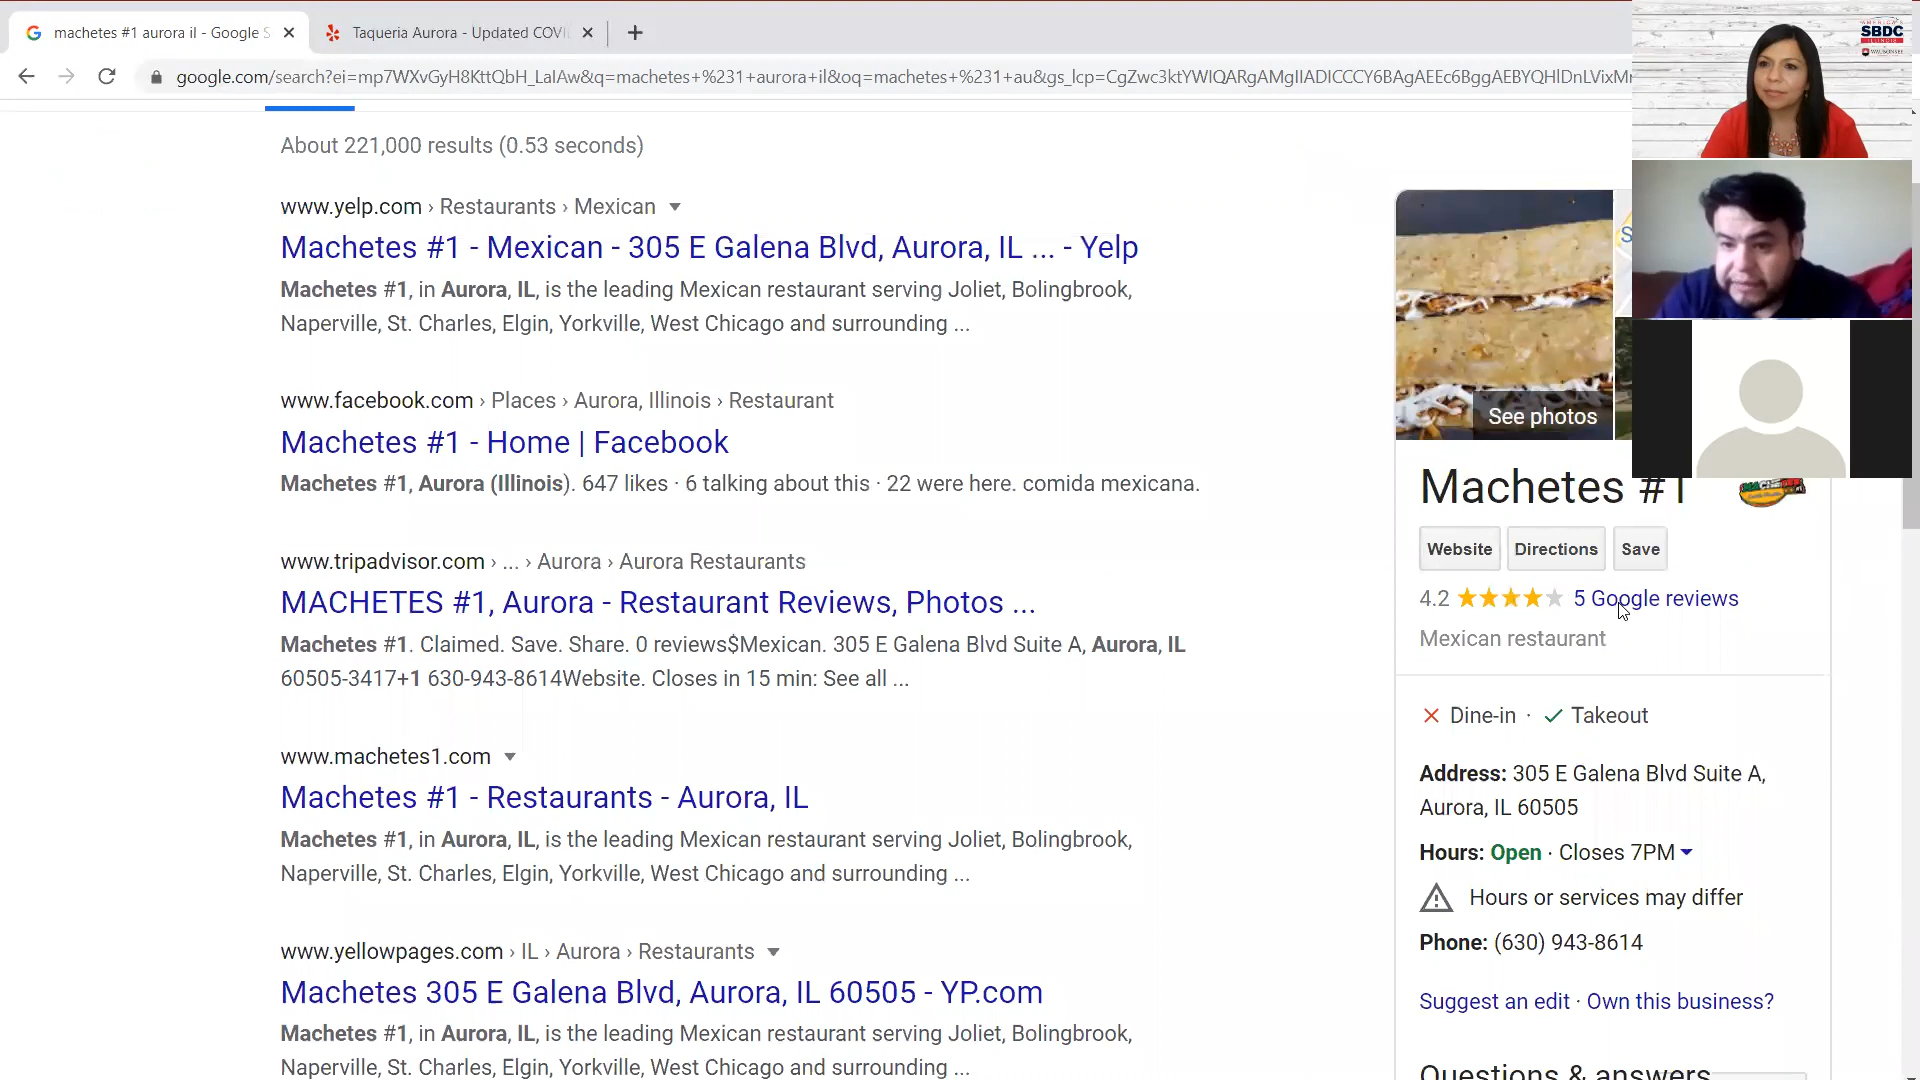 machetes #1 aurora il - Google S
Taqueria Aurora - Updated COVI
google.com/search?ei=mp7WXvGyH8KttQbH_LaIAw&q=machetes+%231+aurora+il&oq=machetes+%231+au&gs_lcp=
About 221,000 results (0.53 seconds)
www.yelp.com › Restaurants › Mexican
Machetes #1 - Mexican - 305 E Galena Blvd, Aurora, IL ... - Yelp
Machetes #1, in Aurora, IL, is the leading Mexican restaurant serving Joliet, Bolingbrook,
Naperville, St. Charles, Elgin, Yorkville, West Chicago and surrounding ...
www.facebook.com › Places › Aurora, Illinois › Restaurant
Machetes #1 - Home | Facebook
Machetes #1, Aurora (Illinois). 647 likes · 6 talking about this · 22 were here. comida mexicana.
www.tripadvisor.com › ... › Aurora › Aurora Restaurants
MACHETES #1, Aurora - Restaurant Reviews, Photos ...
Machetes #1. Claimed. Save. Share. 0 reviews$Mexican. 305 E Galena Blvd Suite A, Aurora, IL
60505-3417+1 630-943-8614Website. Closes in 15 min: See all ...
www.machetes1.com
Machetes #1 - Restaurants - Aurora, IL
Machetes #1, in Aurora, IL, is the leading Mexican restaurant serving Joliet, Bolingbrook,
Naperville, St. Charles, Elgin, Yorkville, West Chicago and surrounding ...
www.yellowpages.com › IL › Aurora › Restaurants
Machetes 305 E Galena Blvd, Aurora, IL 60505 - YP.com
Machetes #1, in Aurora, IL, is the leading Mexican restaurant serving Joliet, Bolingbrook,
Naperville, St. Charles, Elgin, Yorkville, West Chicago and surrounding ...
AMERICA'S
SBDC
ILLINOIS
WAUBONSEE
See photos
Machetes #1
Website Directions Save
4.2 5 Google reviews
Mexican restaurant
Dine-in · Takeout
Address: 305 E Galena Blvd Suite A,
Aurora, IL 60505
Hours: Open · Closes 7PM
Hours or services may differ
Phone: (630) 943-8614
Suggest an edit · Own this business?
Questions & answers